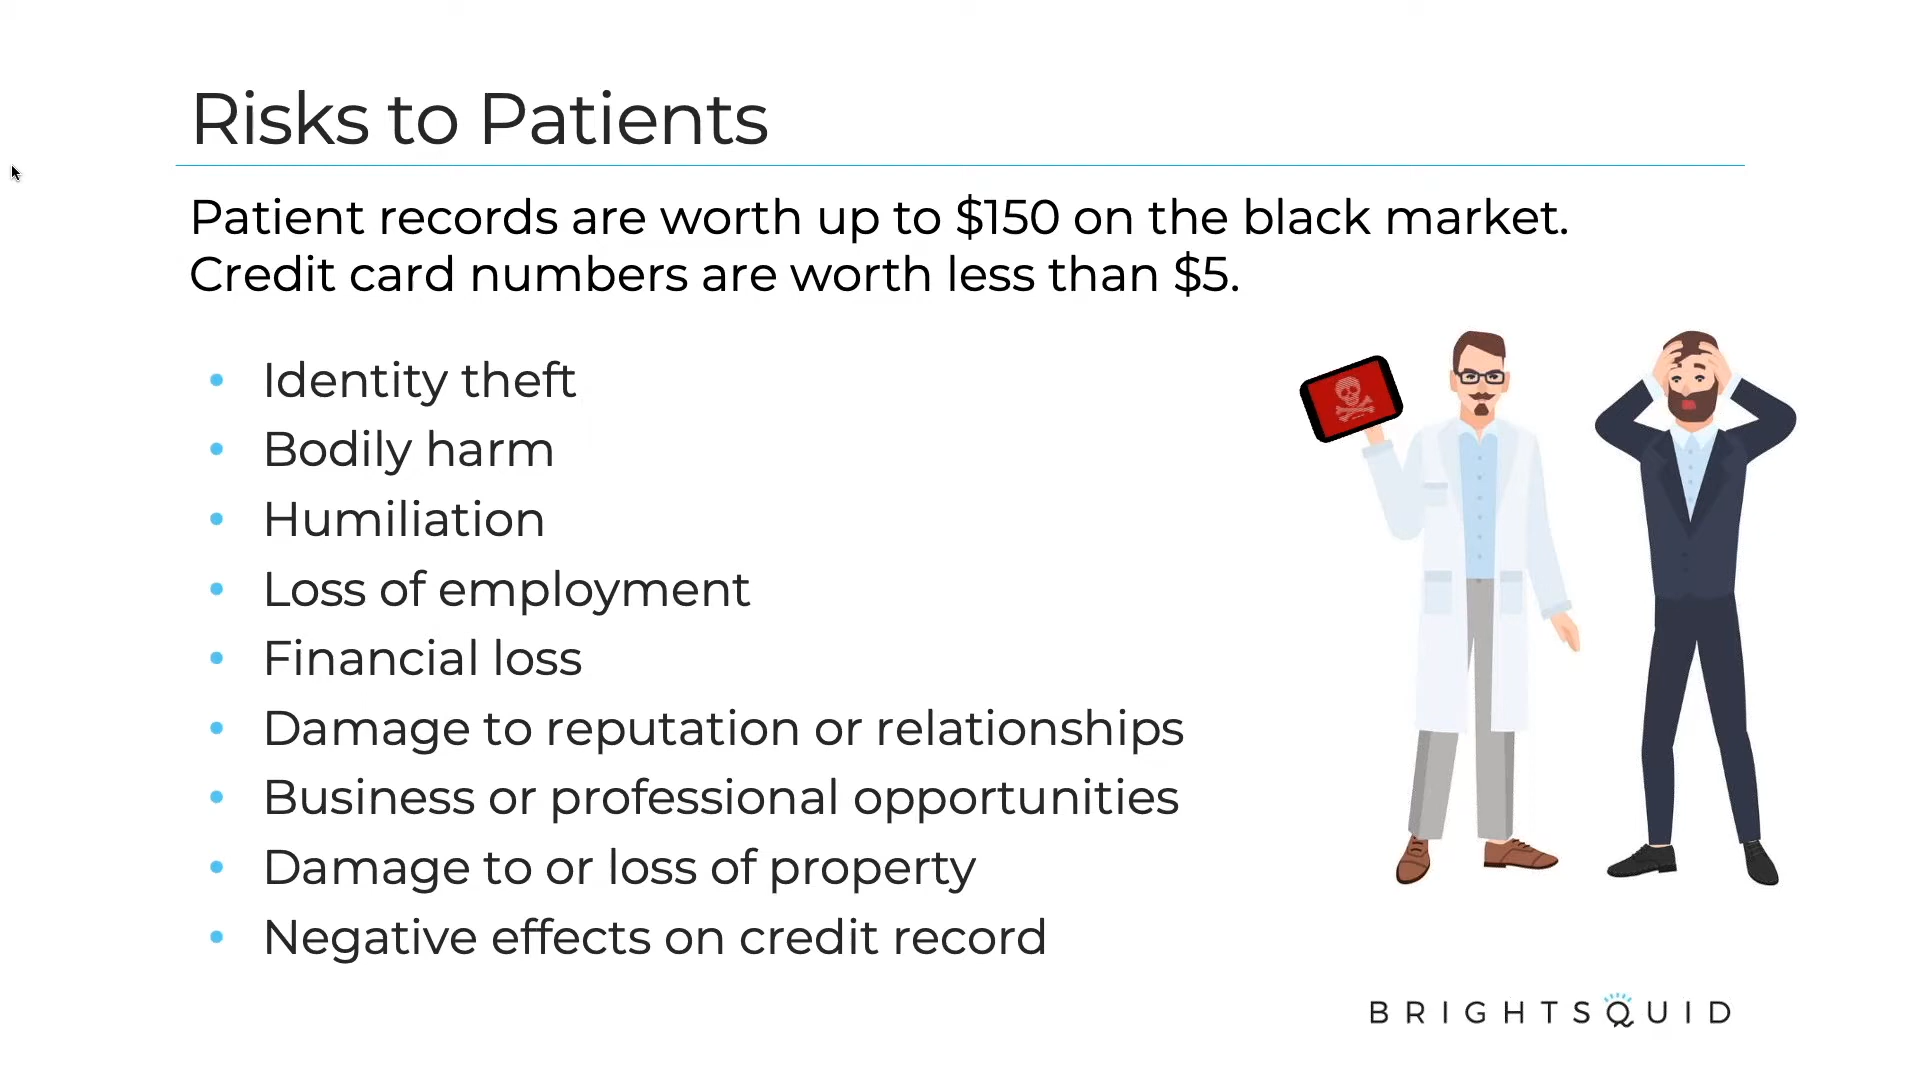 Risks to Patients
Patient records are worth up to $150 on the black market.
Credit card numbers are worth less than $5.
• Identity theft
• Bodily harm
• Humiliation
• Loss of employment
• Financial loss
• Damage to reputation or relationships
• Business or professional opportunities
• Damage to or loss of property
• Negative effects on credit record
BRIGHTSQUID